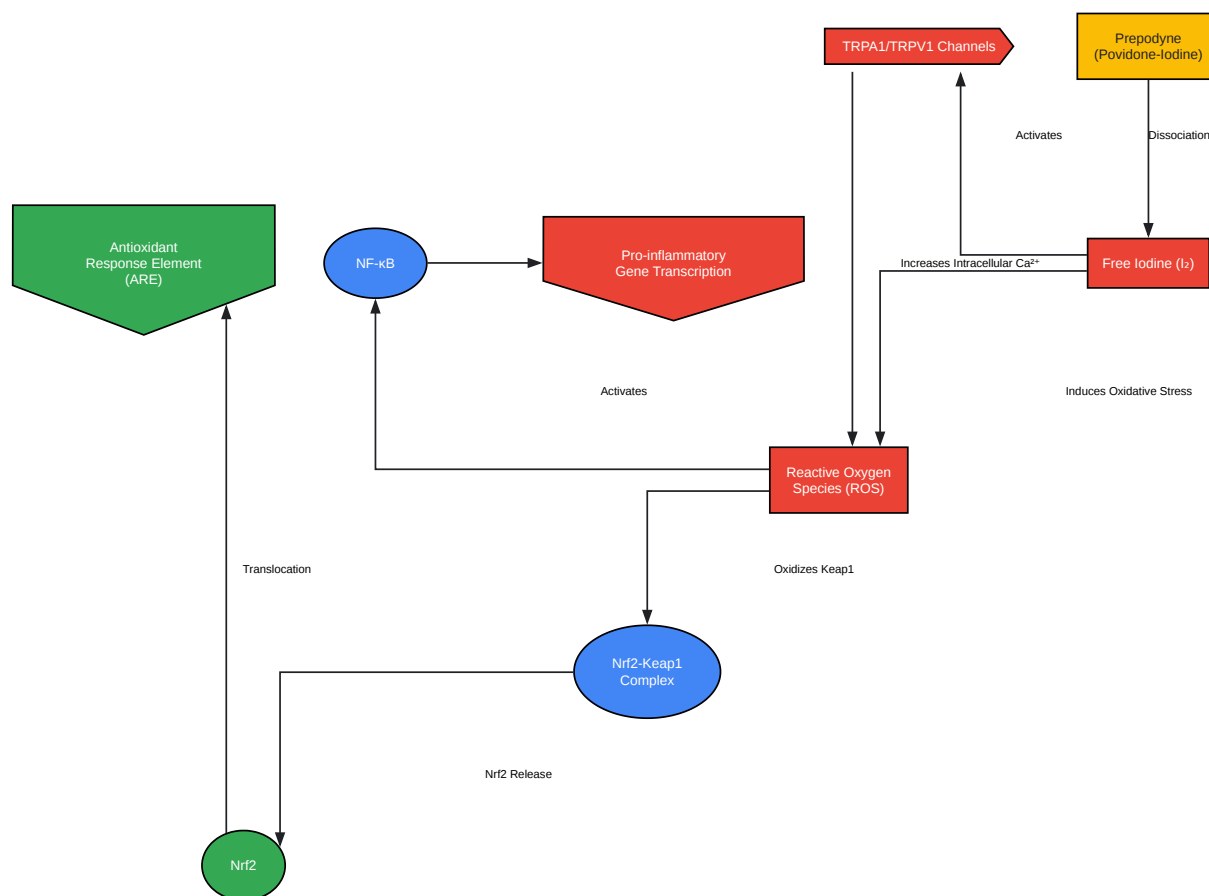 TRPA1/TRPV1 Channels
Prepodyne
(Povidone-Iodine)
Activates
Dissociation
Antioxidant
Response Element
(ARE)
NF-κB
Pro-inflammatory
Gene Transcription
Increases Intracellular Ca²⁺
Free Iodine (I₂)
Activates
Induces Oxidative Stress
Reactive Oxygen
Species (ROS)
Translocation
Oxidizes Keap1
Nrf2-Keap1
Complex
Nrf2 Release
Nrf2